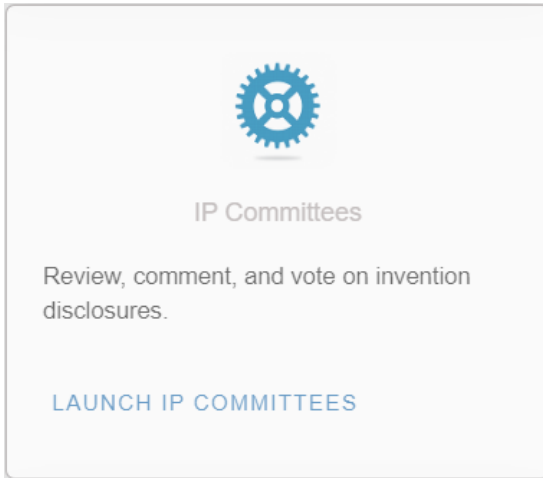 IP Committees
Review, comment, and vote on invention
disclosures.
LAUNCH IP COMMITTEES